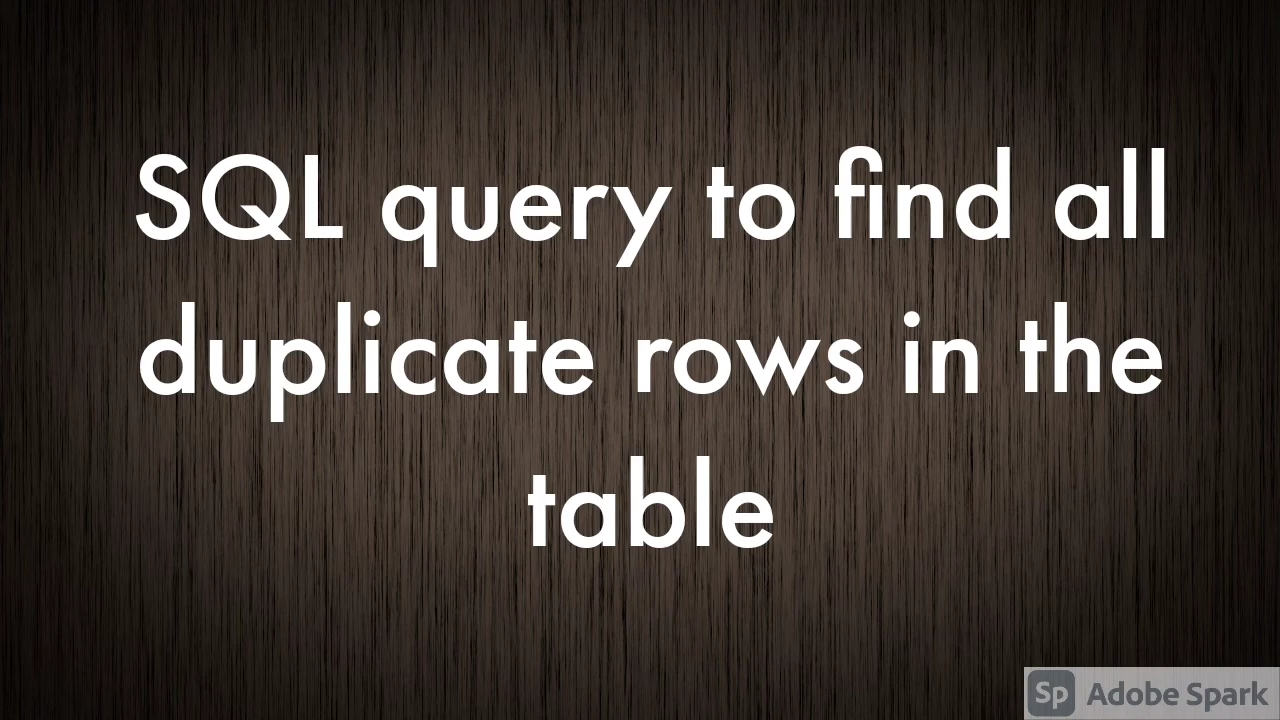 SQL query to find all
duplicate rows in the
table
Sp Adobe Spark